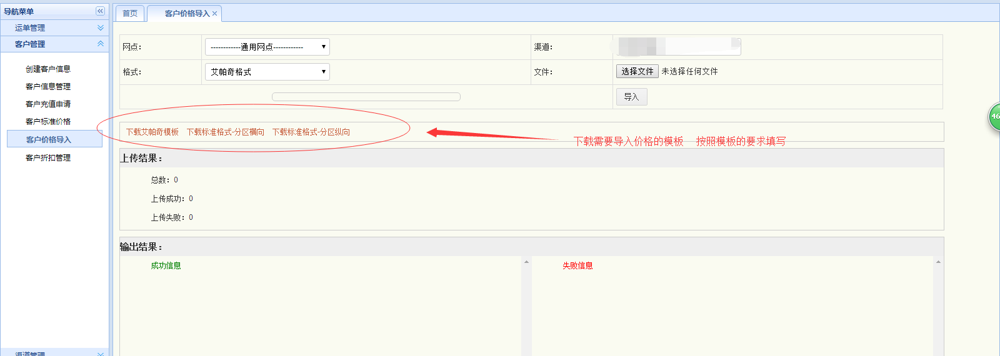 导航菜单
运单管理
客户管理
创建客户信息
客户信息管理
客户充值申请
客户标准价格
客户价格导入
客户折扣管理
渠道管理
首页
客户价格导入
网点：
------------通用网点------------
渠道：
格式：
艾帕奇格式
文件：
选择文件 未选择任何文件
导入
下载艾帕奇模板 下载标准格式-分区横向 下载标准格式-分区纵向
下载需要导入价格的模板 按照模板的要求填写
上传结果：
总数：0
上传成功：0
上传失败：0
输出结果：
成功信息
失败信息
46